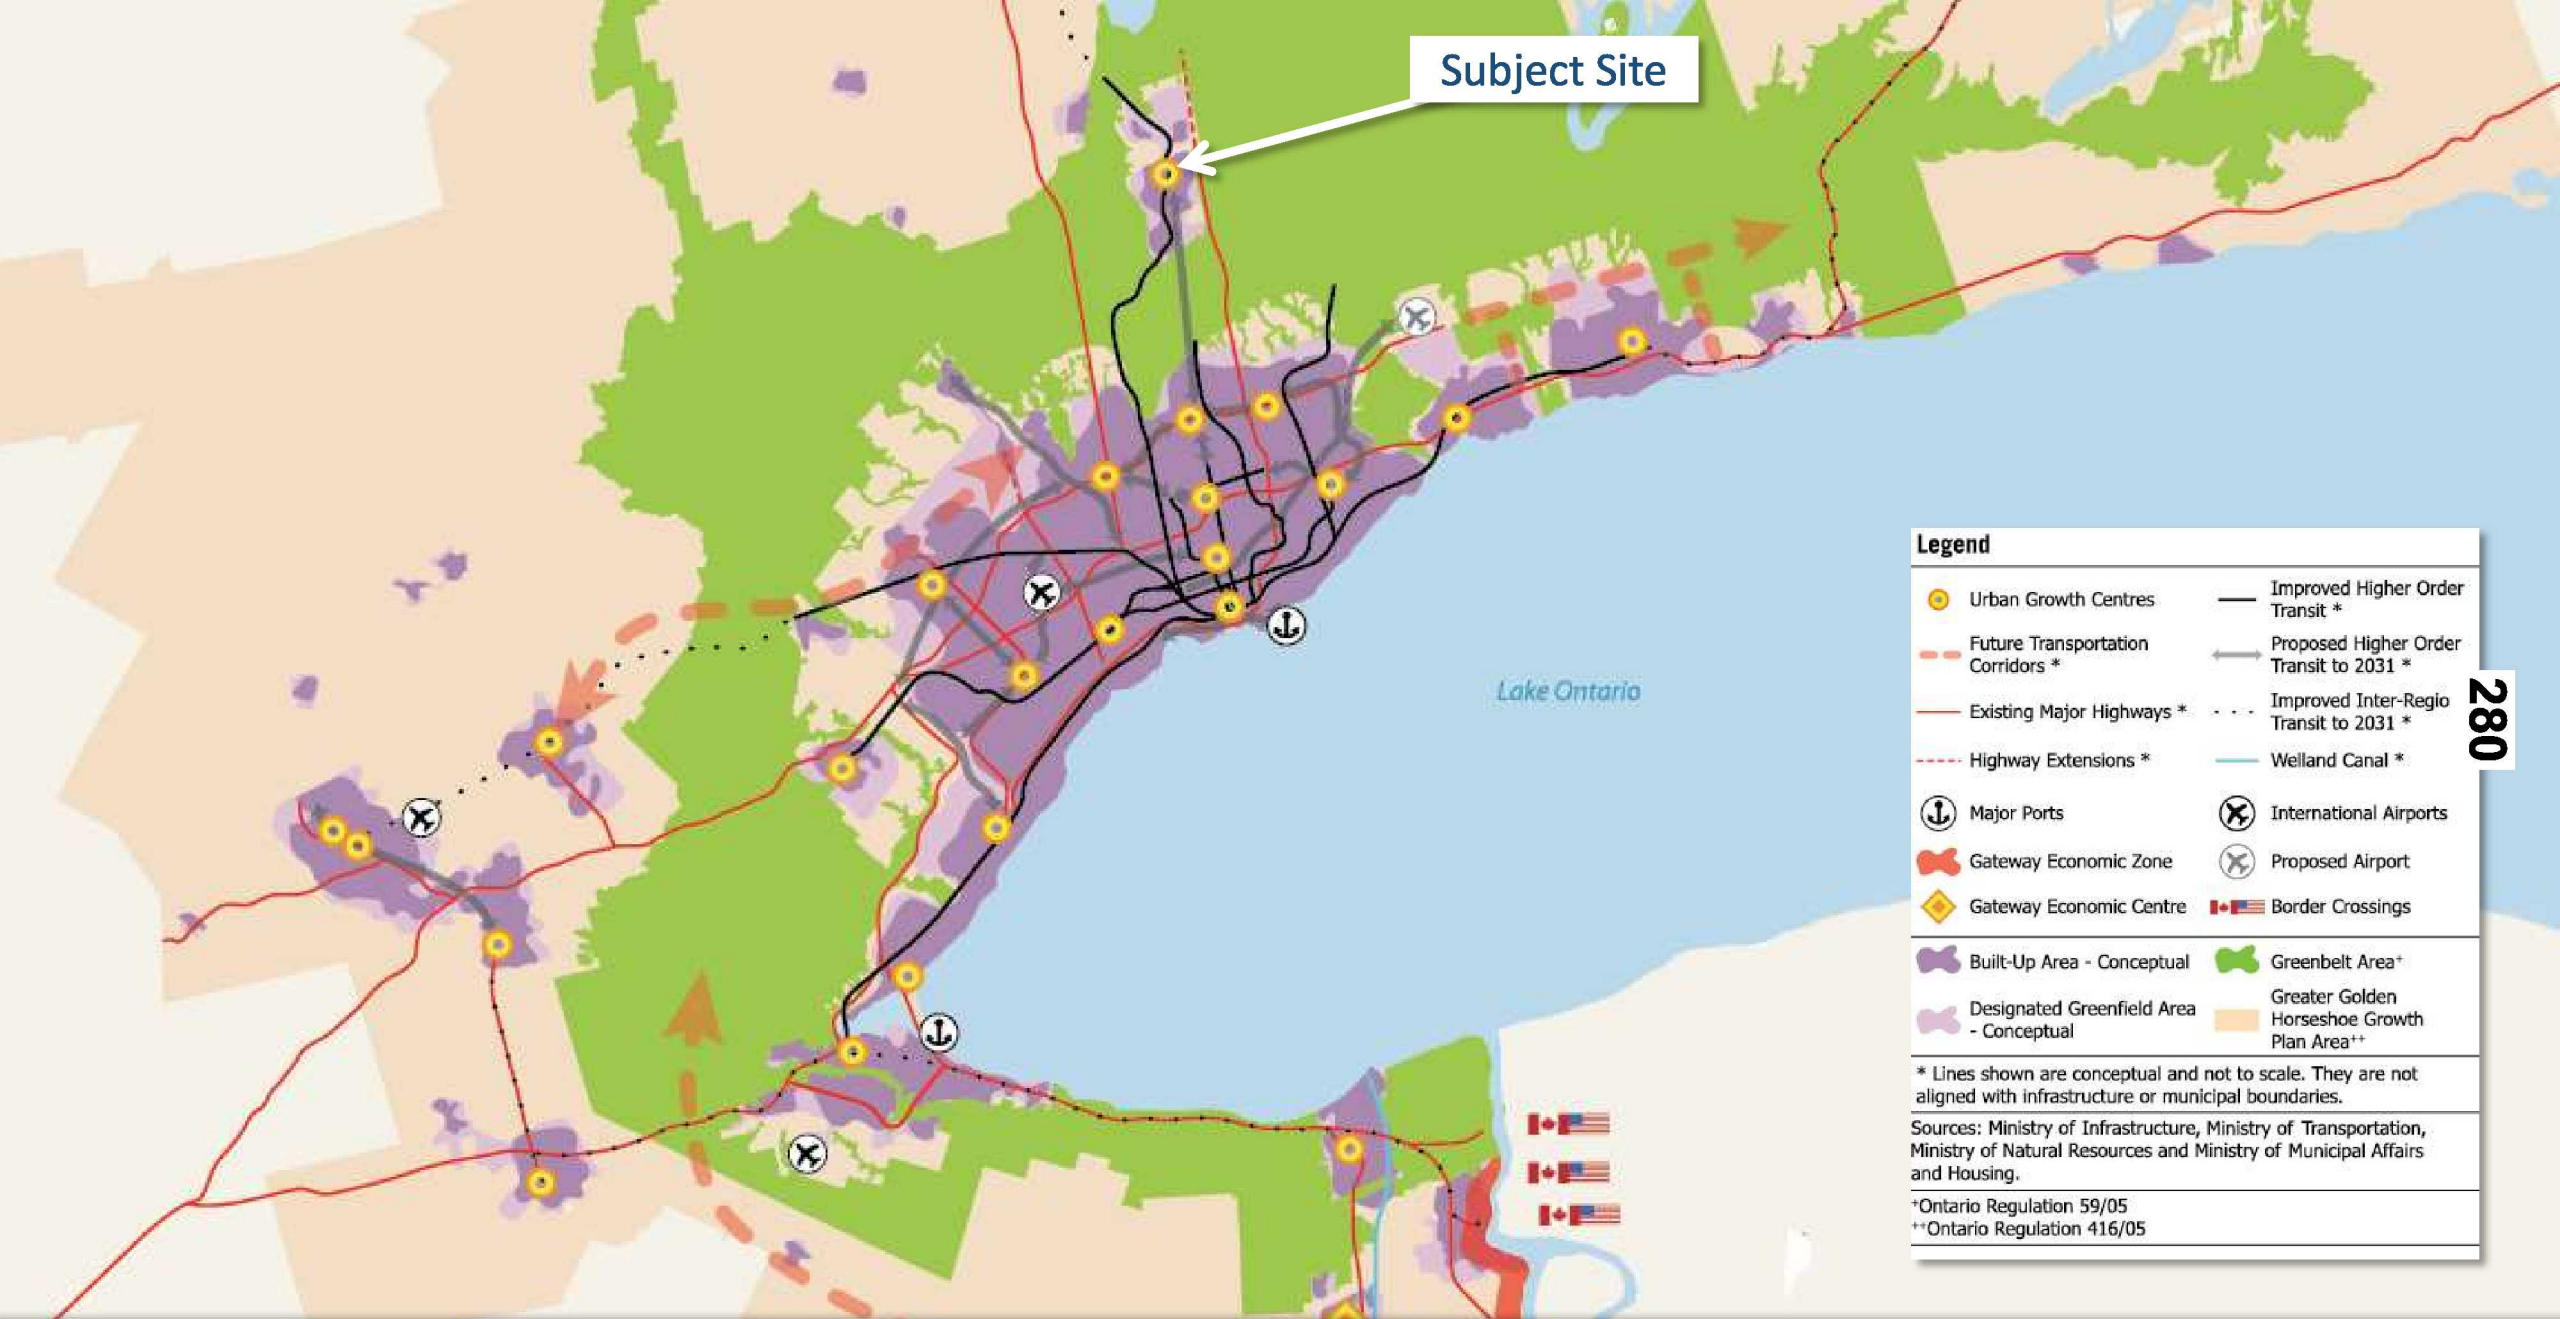 Subject Site
Lake Ontario
Legend
Urban Growth Centres
Future Transportation
Corridors *
Existing Major Highways *
Highway Extensions *
Major Ports
Gateway Economic Zone
Gateway Economic Centre
Improved Higher Order
Transit *
Proposed Higher Order
Transit to 2031 *
Improved Inter-Regio
Transit to 2031 *
Welland Canal *
International Airports
Proposed Airport
Border Crossings
Built-Up Area - Conceptual
Designated Greenfield Area
- Conceptual
Greenbelt Area+
Greater Golden
Horseshoe Growth
Plan Area++
* Lines shown are conceptual and not to scale. They are not
aligned with infrastructure or municipal boundaries.
Sources: Ministry of Infrastructure, Ministry of Transportation,
Ministry of Natural Resources and Ministry of Municipal Affairs
and Housing.
+Ontario Regulation 59/05
++Ontario Regulation 416/05
280